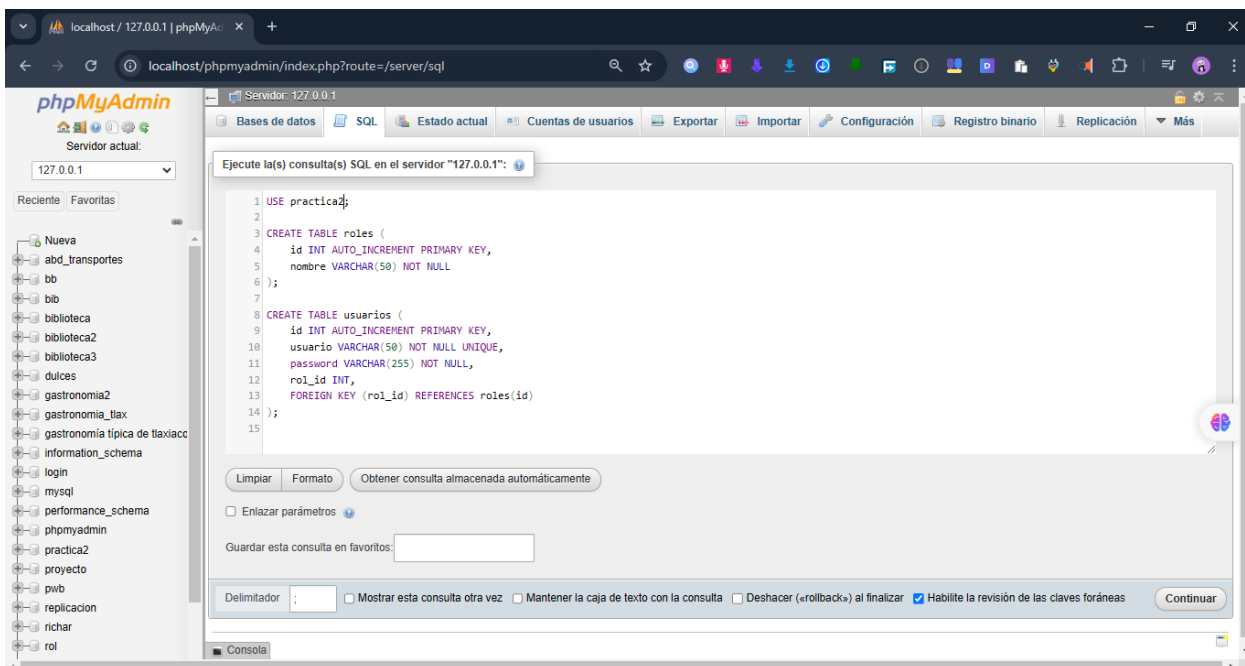 localhost / 127.0.0.1 | phpMyAd
localhost/phpmyadmin/index.php?route=/server/sql
phpMyAdmin
Servidor actual:
127.0.0.1
Reciente Favoritas
Nueva
abd_transportes
bb
bib
biblioteca
biblioteca2
biblioteca3
dulces
gastronomia2
gastronomia_tlax
gastronomía típica de tlaxiaco
information_schema
login
mysql
performance_schema
phpmyadmin
practica2
proyecto
pwb
replicacion
richar
rol
Servidor: 127.0.0.1
Bases de datos SQL Estado actual Cuentas de usuarios Exportar Importar Configuración Registro binario Replicación Más
Ejecute la(s) consulta(s) SQL en el servidor "127.0.0.1":
1 USE practica2;
2
3 CREATE TABLE roles (
4 id INT AUTO_INCREMENT PRIMARY KEY,
5 nombre VARCHAR(50) NOT NULL
6 );
7
8 CREATE TABLE usuarios (
9 id INT AUTO_INCREMENT PRIMARY KEY,
10 usuario VARCHAR(50) NOT NULL UNIQUE,
11 password VARCHAR(255) NOT NULL,
12 rol_id INT,
13 FOREIGN KEY (rol_id) REFERENCES roles(id)
14 );
15
Limpiar Formato Obtener consulta almacenada automáticamente
Enlazar parámetros
Guardar esta consulta en favoritos:
Delimitador ; Mostrar esta consulta otra vez Mantener la caja de texto con la consulta Deshacer («rollback») al finalizar Habilite la revisión de las claves foráneas Continuar
Consola